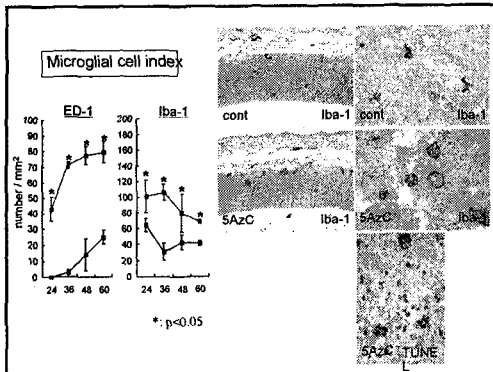 Microglial cell index
ED-1
Iba-1
number / mm²
90
80
70
60
50
40
30
20
10
0
200
180
160
140
120
100
80
60
40
20
0
* * * *
* * * *
24 36 48 60
24 36 48 60
*: p<0.05
cont Iba-1
cont Iba-1
5AzC Iba-1
5AzC Iba-1
5AzC TUNE
L